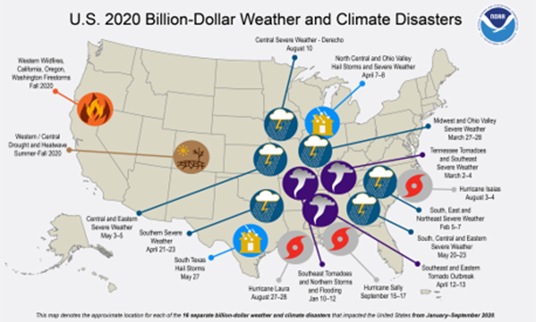 U.S. 2020 Billion-Dollar Weather and Climate Disasters
NOAA
Central Severe Weather - Derecho
August 10
North Central and Ohio Valley
Hail Storms and Severe Weather
April 7–8
Western Wildfires,
California, Oregon,
Washington Firestorms
Fall 2020
Midwest and Ohio Valley
Severe Weather
March 27–28
Western / Central
Drought and Heatwave
Summer-Fall 2020
Tennessee Tornadoes
and Southeast
Severe Weather
March 2–4
Hurricane Isaias
August 3–4
Central and Eastern
Severe Weather
May 3–5
Southern Severe
Weather
April 21–23
South, East and
Northeast Severe Weather
Feb 5–7
South, Central and Eastern
Severe Weather
May 20–23
South Texas
Hail Storms
May 27
Hurricane Laura
August 27–28
Southeast Tornadoes
and Northern Storms
and Flooding
Jan 10–12
Hurricane Sally
September 15–17
Southeast and Eastern
Tornado Outbreak
April 12–13
This map denotes the approximate location for each of the 16 separate billion-dollar weather and climate disasters that impacted the United States from January–September 2020